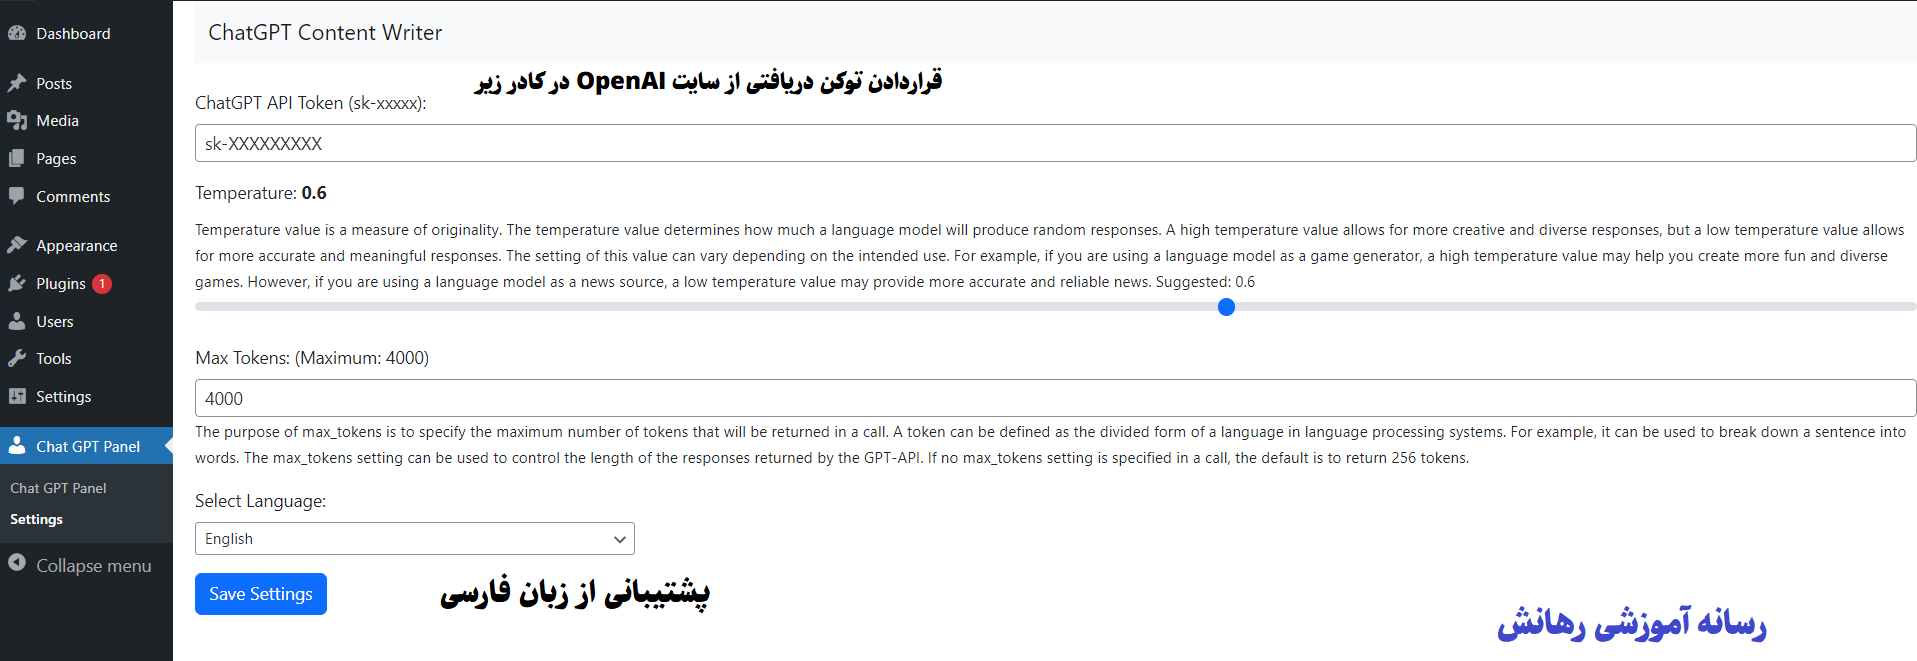 Dashboard
Posts
Media
Pages
Comments
Appearance
Plugins 1
Users
Tools
Settings
Chat GPT Panel
Chat GPT Panel
Settings
Collapse menu
ChatGPT Content Writer
قراردادن توکن دریافتی از سایت OpenAI در کادر زیر
ChatGPT API Token (sk-xxxxx):
sk-XXXXXXXXX
Temperature: 0.6
Temperature value is a measure of originality. The temperature value determines how much a language model will produce random responses. A high temperature value allows for more creative and diverse responses, but a low temperature value allows
for more accurate and meaningful responses. The setting of this value can vary depending on the intended use. For example, if you are using a language model as a game generator, a high temperature value may help you create more fun and diverse
games. However, if you are using a language model as a news source, a low temperature value may provide more accurate and reliable news. Suggested: 0.6
Max Tokens: (Maximum: 4000)
4000
The purpose of max_tokens is to specify the maximum number of tokens that will be returned in a call. A token can be defined as the divided form of a language in language processing systems. For example, it can be used to break down a sentence into
words. The max_tokens setting can be used to control the length of the responses returned by the GPT-API. If no max_tokens setting is specified in a call, the default is to return 256 tokens.
Select Language:
English
Save Settings
پشتیبانی از زبان فارسی
رسانه آموزشی رهانش